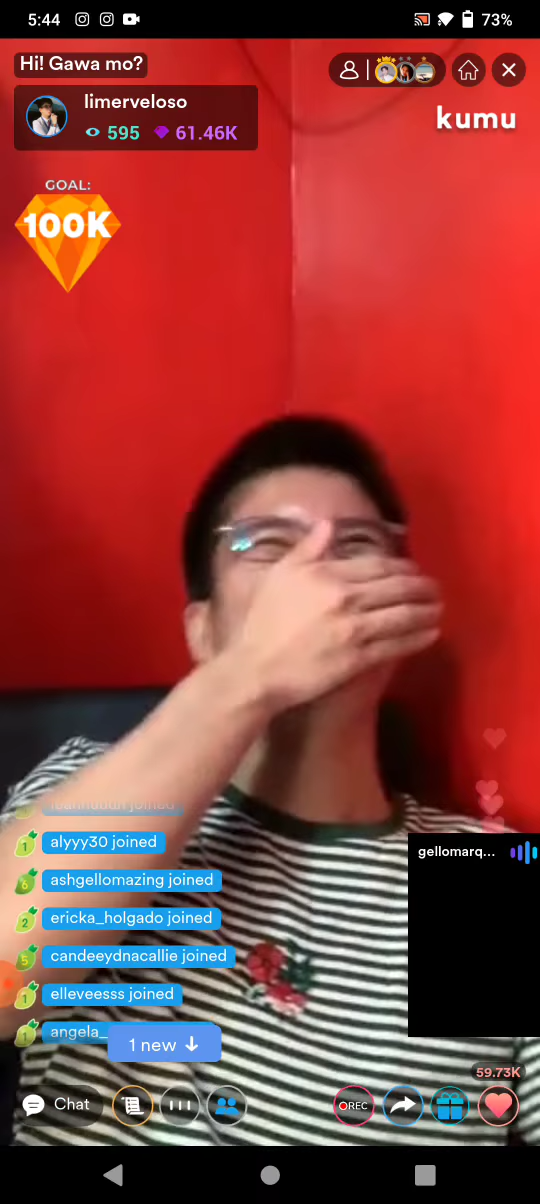 5:44
73%
Hi! Gawa mo?
limerveloso
595 61.46K
kumu
GOAL:
100K
joined
1 alyyy30 joined
6 ashgellomazing joined
2 ericka_holgado joined
5 candeeydnacallie joined
1 elleveesss joined
1 angela_
1 new
gellomarq...
59.73K
Chat
REC